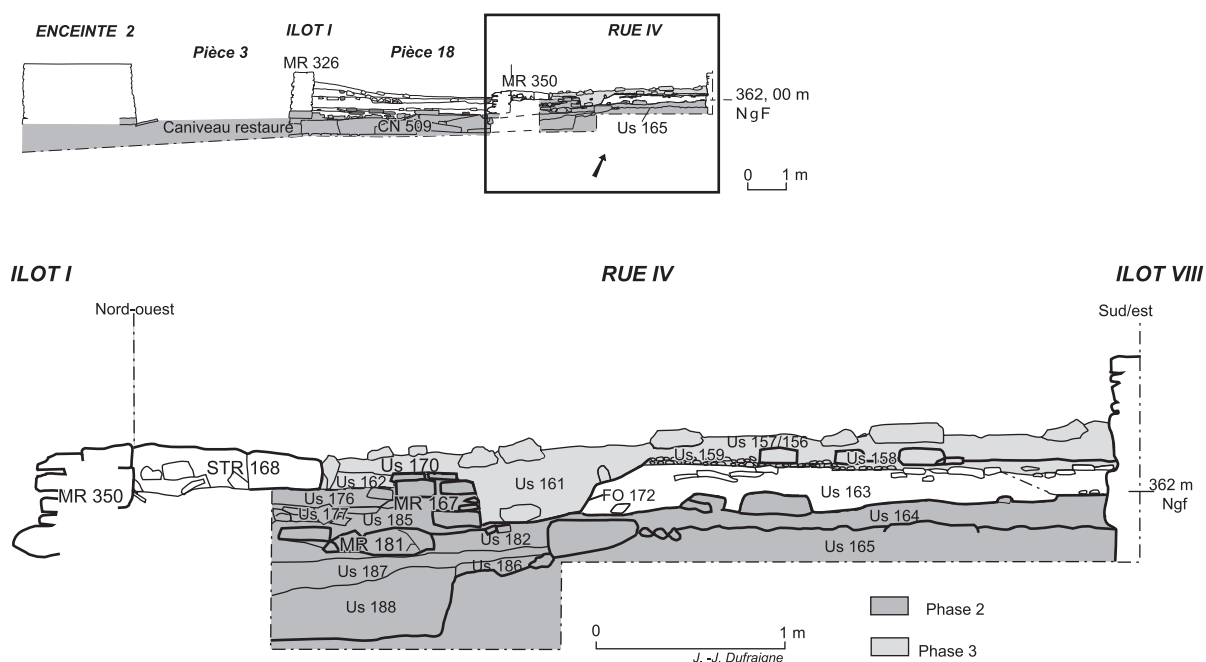 ENCEINTE 2
ILOT I
RUE IV
Pièce 3
Pièce 18
MR 326
MR 350
362, 00 m
NgF
Caniveau restauré
CN 509
Us 165
0 1 m
ILOT I
RUE IV
ILOT VIII
Nord-ouest
Sud/est
Us 157/156
STR 168
Us 170
Us 159
Us 158
MR 350
Us 162
Us 161
Us 176
MR 167
FO 172
Us 163
362 m
Ngf
Us 177
Us 185
Us 164
MR 181
Us 182
Us 165
Us 187
Us 186
Us 188
Phase 2
0 1 m
J. -J. Dufraigne
Phase 3